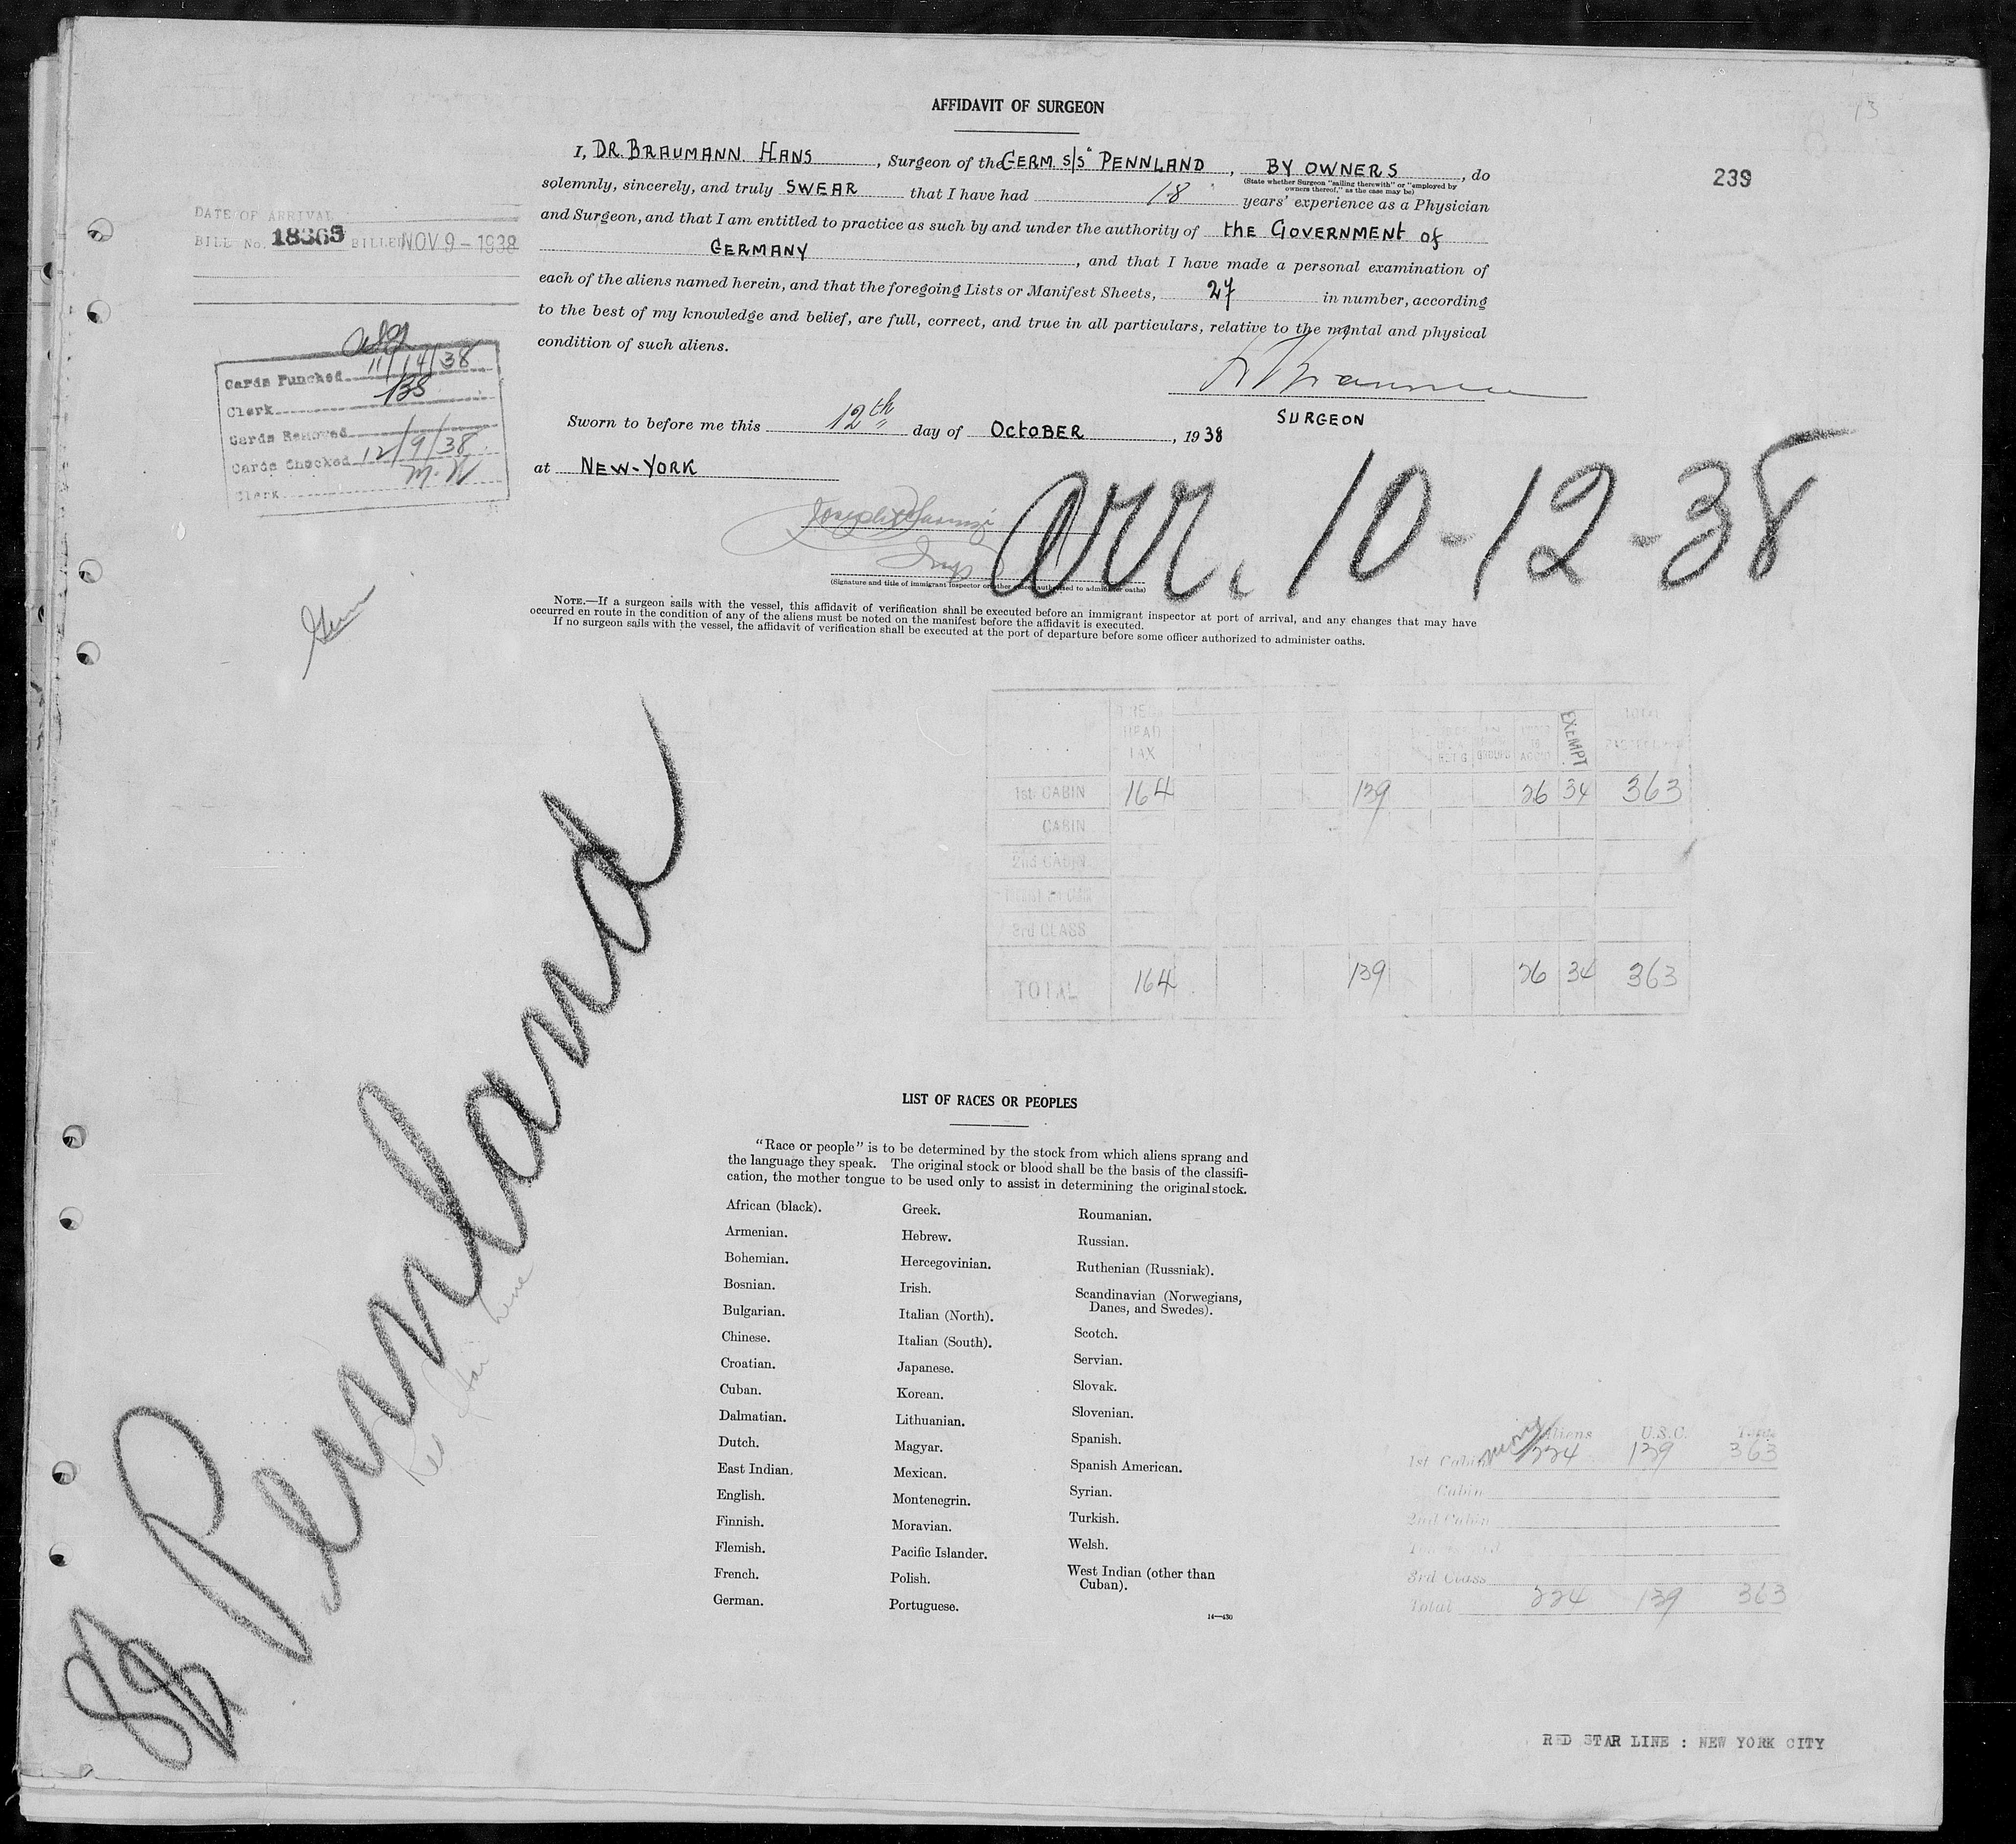 13
AFFIDAVIT OF SURGEON
239
I, DR. BRAUMANN HANS, Surgeon of the GERM. S/S "PENNLAND, BY OWNERS, do
(State whether Surgeon "sailing therewith" or "employed by
owners thereof," as the case may be)
solemnly, sincerely, and truly SWEAR that I have had 18 years' experience as a Physician
and Surgeon, and that I am entitled to practice as such by and under the authority of the GOVERNMENT of
GERMANY, and that I have made a personal examination of
each of the aliens named herein, and that the foregoing Lists or Manifest Sheets, 27 in number, according
to the best of my knowledge and belief, are full, correct, and true in all particulars, relative to the mental and physical
condition of such aliens.
SURGEON
Sworn to before me this 12th day of OCTOBER, 1938
at NEW-YORK
DATE OF ARRIVAL
BILL No. 18365 BILLED NOV 9-1938
Cards Punched 11/14/38
Clerk BS
Cards Removed
Cards Checked 12/9/38
Clerk M.K
Arr. 10-12-38
Insp
(Signature and title of immigrant inspector or other officer authorized to administer oaths)
NOTE.—If a surgeon sails with the vessel, this affidavit of verification shall be executed before an immigrant inspector at port of arrival, and any changes that may have
occurred en route in the condition of any of the aliens must be noted on the manifest before the affidavit is executed.
If no surgeon sails with the vessel, the affidavit of verification shall be executed at the port of departure before some officer authorized to administer oaths.
HEAD TAX EXEMPT TOTAL
1st CABIN 164 139 26 34 363
CABIN
2nd CABIN
3rd CLASS
TOTAL 164 139 26 34 363
SS Pennland
Red Star Line
LIST OF RACES OR PEOPLES
"Race or people" is to be determined by the stock from which aliens sprang and
the language they speak. The original stock or blood shall be the basis of the classifi-
cation, the mother tongue to be used only to assist in determining the original stock.
African (black).
Armenian.
Bohemian.
Bosnian.
Bulgarian.
Chinese.
Croatian.
Cuban.
Dalmatian.
Dutch.
East Indian.
English.
Finnish.
Flemish.
French.
German.
Greek.
Hebrew.
Hercegovinian.
Irish.
Italian (North).
Italian (South).
Japanese.
Korean.
Lithuanian.
Magyar.
Mexican.
Montenegrin.
Moravian.
Pacific Islander.
Polish.
Portuguese.
Roumanian.
Russian.
Ruthenian (Russniak).
Scandinavian (Norwegians,
Danes, and Swedes).
Scotch.
Servian.
Slovak.
Slovenian.
Spanish.
Spanish American.
Syrian.
Turkish.
Welsh.
West Indian (other than
Cuban).
14—430
Aliens U.S.C. Total
1st Cabin 224 139 363
Cabin
2nd Cabin
3rd Class
Total 224 139 363
RED STAR LINE : NEW YORK CITY